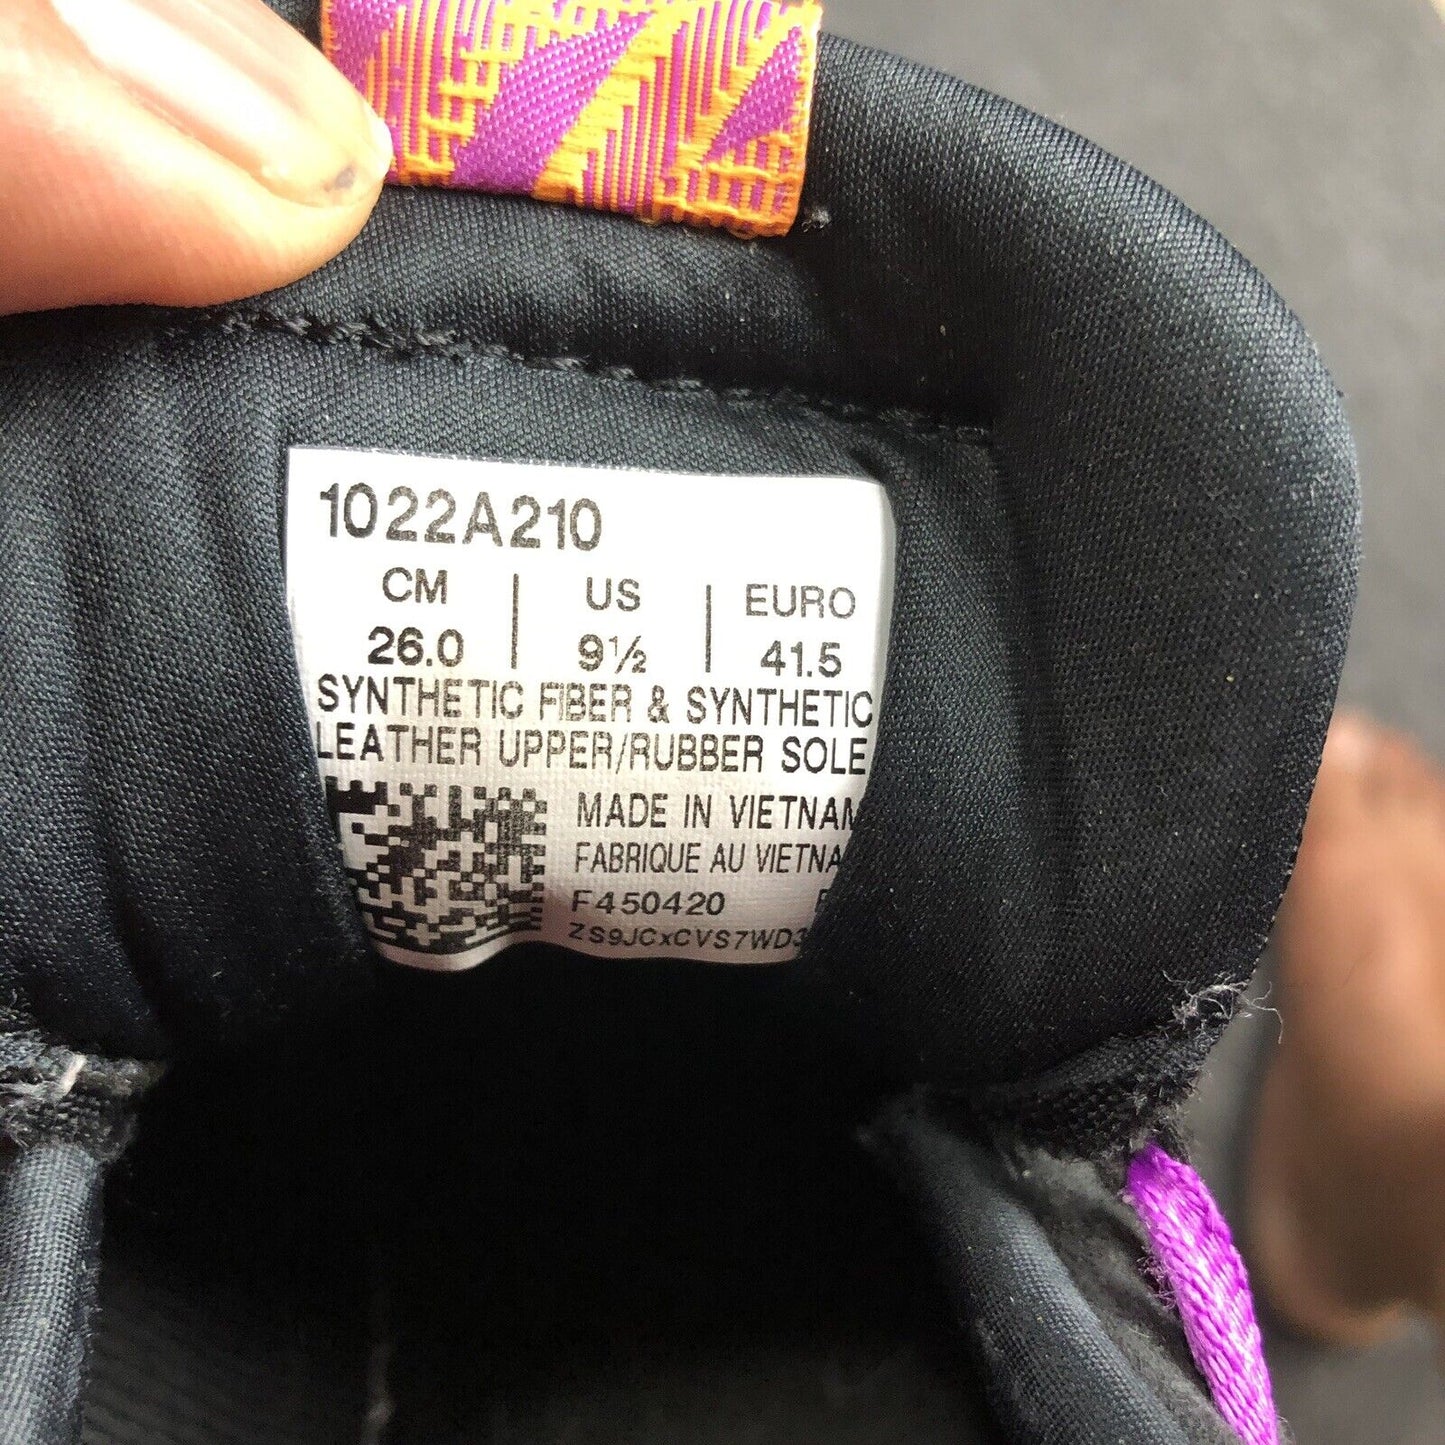 1022A210
CM | US | EURO
26.0 | 9½ | 41.5
SYNTHETIC FIBER & SYNTHETIC
LEATHER UPPER/RUBBER SOLE
MADE IN VIETNAM
FABRIQUE AU VIETNA
F450420
ZS9JCxCVS7WD3